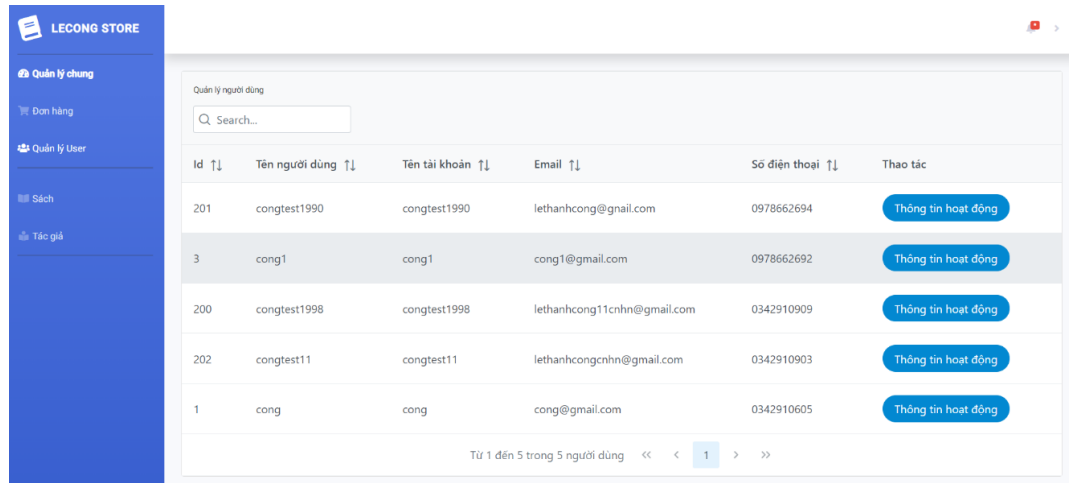 LECONG STORE
Quản lý chung
Đơn hàng
Quản lý User
Sách
Tác giả
Quản lý người dùng
Search...
Id Tên người dùng Tên tài khoản Email Số điện thoại Thao tác
201 congtest1990 congtest1990 lethanhcong@gnail.com 0978662694 Thông tin hoạt động
3 cong1 cong1 cong1@gmail.com 0978662692 Thông tin hoạt động
200 congtest1998 congtest1998 lethanhcong11cnhn@gmail.com 0342910909 Thông tin hoạt động
202 congtest11 congtest11 lethanhcongcnhn@gmail.com 0342910903 Thông tin hoạt động
1 cong cong cong@gmail.com 0342910605 Thông tin hoạt động
Từ 1 đến 5 trong 5 người dùng << < 1 > >>